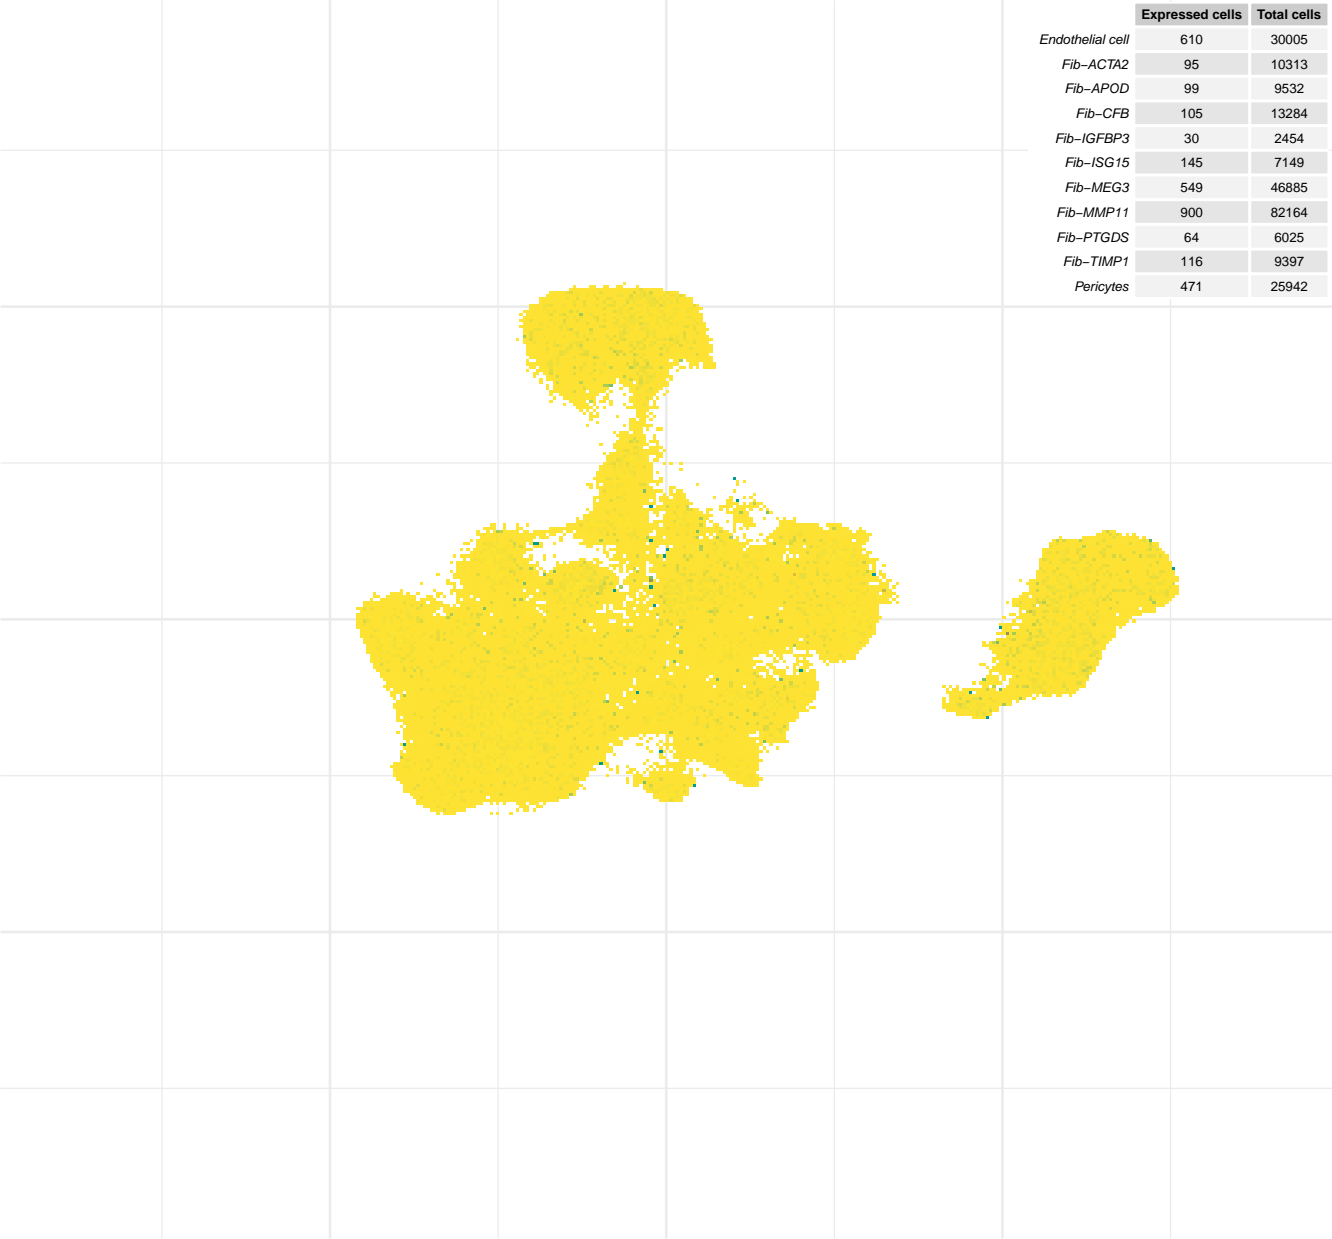 Expressed cells Total cells
Endothelial cell 610 30005
Fib−ACTA2 95 10313
Fib−APOD 99 9532
Fib−CFB 105 13284
Fib−IGFBP3 30 2454
Fib−ISG15 145 7149
Fib−MEG3 549 46885
Fib−MMP11 900 82164
Fib−PTGDS 64 6025
Fib−TIMP1 116 9397
Pericytes 471 25942